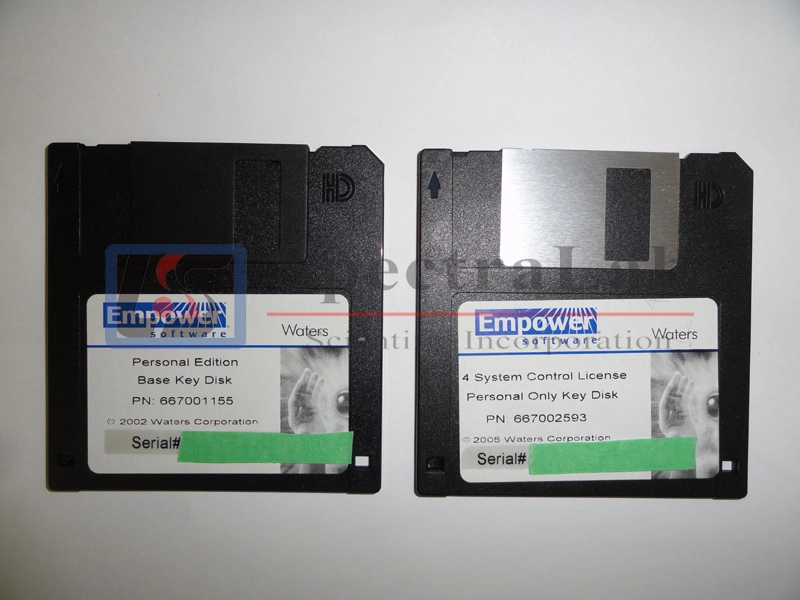 HD
Empower
software
Waters
Personal Edition
Base Key Disk
PN: 667001155
© 2002 Waters Corporation
Serial#
HD
Empower
software
Waters
4 System Control License
Personal Only Key Disk
PN: 667002593
© 2005 Waters Corporation
Serial#
SpectraLab
Scientific Incorporation